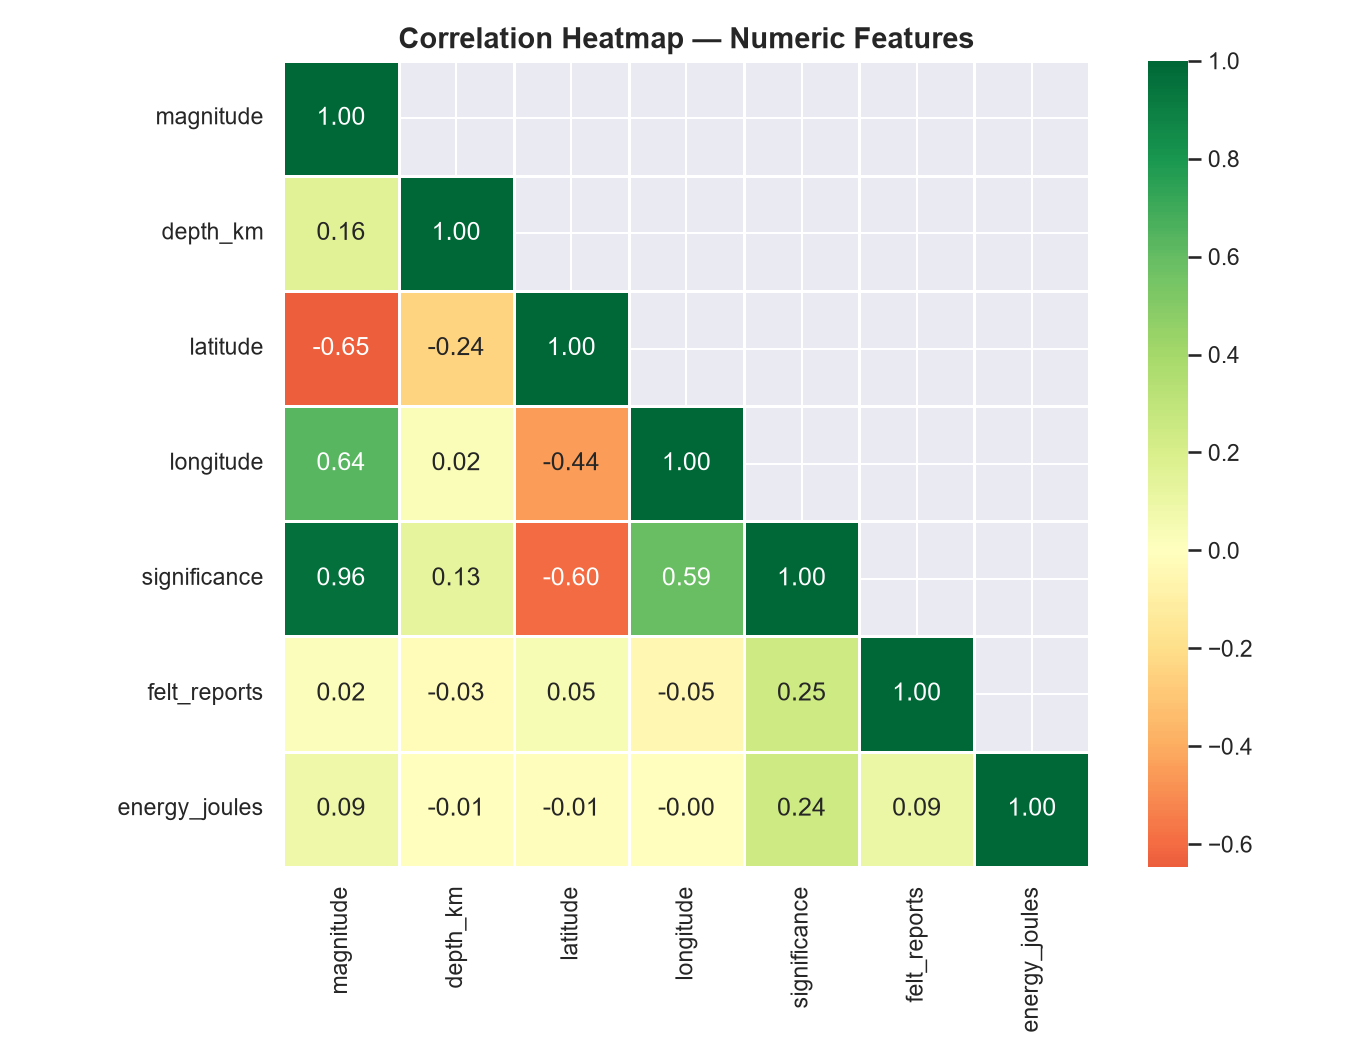 Correlation Heatmap — Numeric Features
magnitude 1.00
depth_km 0.16 1.00
latitude -0.65 -0.24 1.00
longitude 0.64 0.02 -0.44 1.00
significance 0.96 0.13 -0.60 0.59 1.00
felt_reports 0.02 -0.03 0.05 -0.05 0.25 1.00
energy_joules 0.09 -0.01 -0.01 -0.00 0.24 0.09 1.00
magnitude depth_km latitude longitude significance felt_reports energy_joules
1.0
0.8
0.6
0.4
0.2
0.0
−0.2
−0.4
−0.6